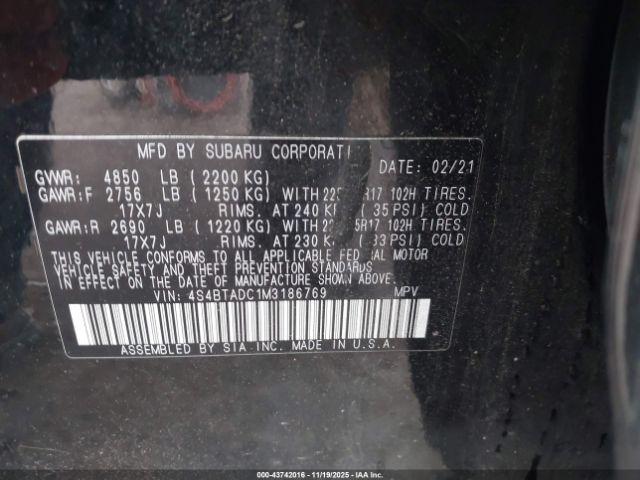 MFD BY SUBARU CORPORATI DATE: 02/21
GVWR: 4850 LB ( 2200 KG)
GAWR:F 2756 LB ( 1250 KG) WITH 22 R17 102H TIRES.
17X7J RIMS. AT 240 K ( 35 PSI) COLD
GAWR:R 2690 LB ( 1220 KG) WITH 22 5R17 102H TIRES.
17X7J RIMS. AT 230 K ( 33 PSI) COLD
THIS VEHICLE CONFORMS TO ALL APPLICABLE FED AL MOTOR
VEHICLE SAFETY AND THEFT PREVENTION STANDARDS
IN EFFECT ON THE DATE OF MANUFACTURE SHOWN ABOVE.
VIN: 4S4BTADC1M3186769 MPV
ASSEMBLED BY SIA.INC. MADE IN U.S.A.
000-43742016 - 11/19/2025 - IAAI.COM